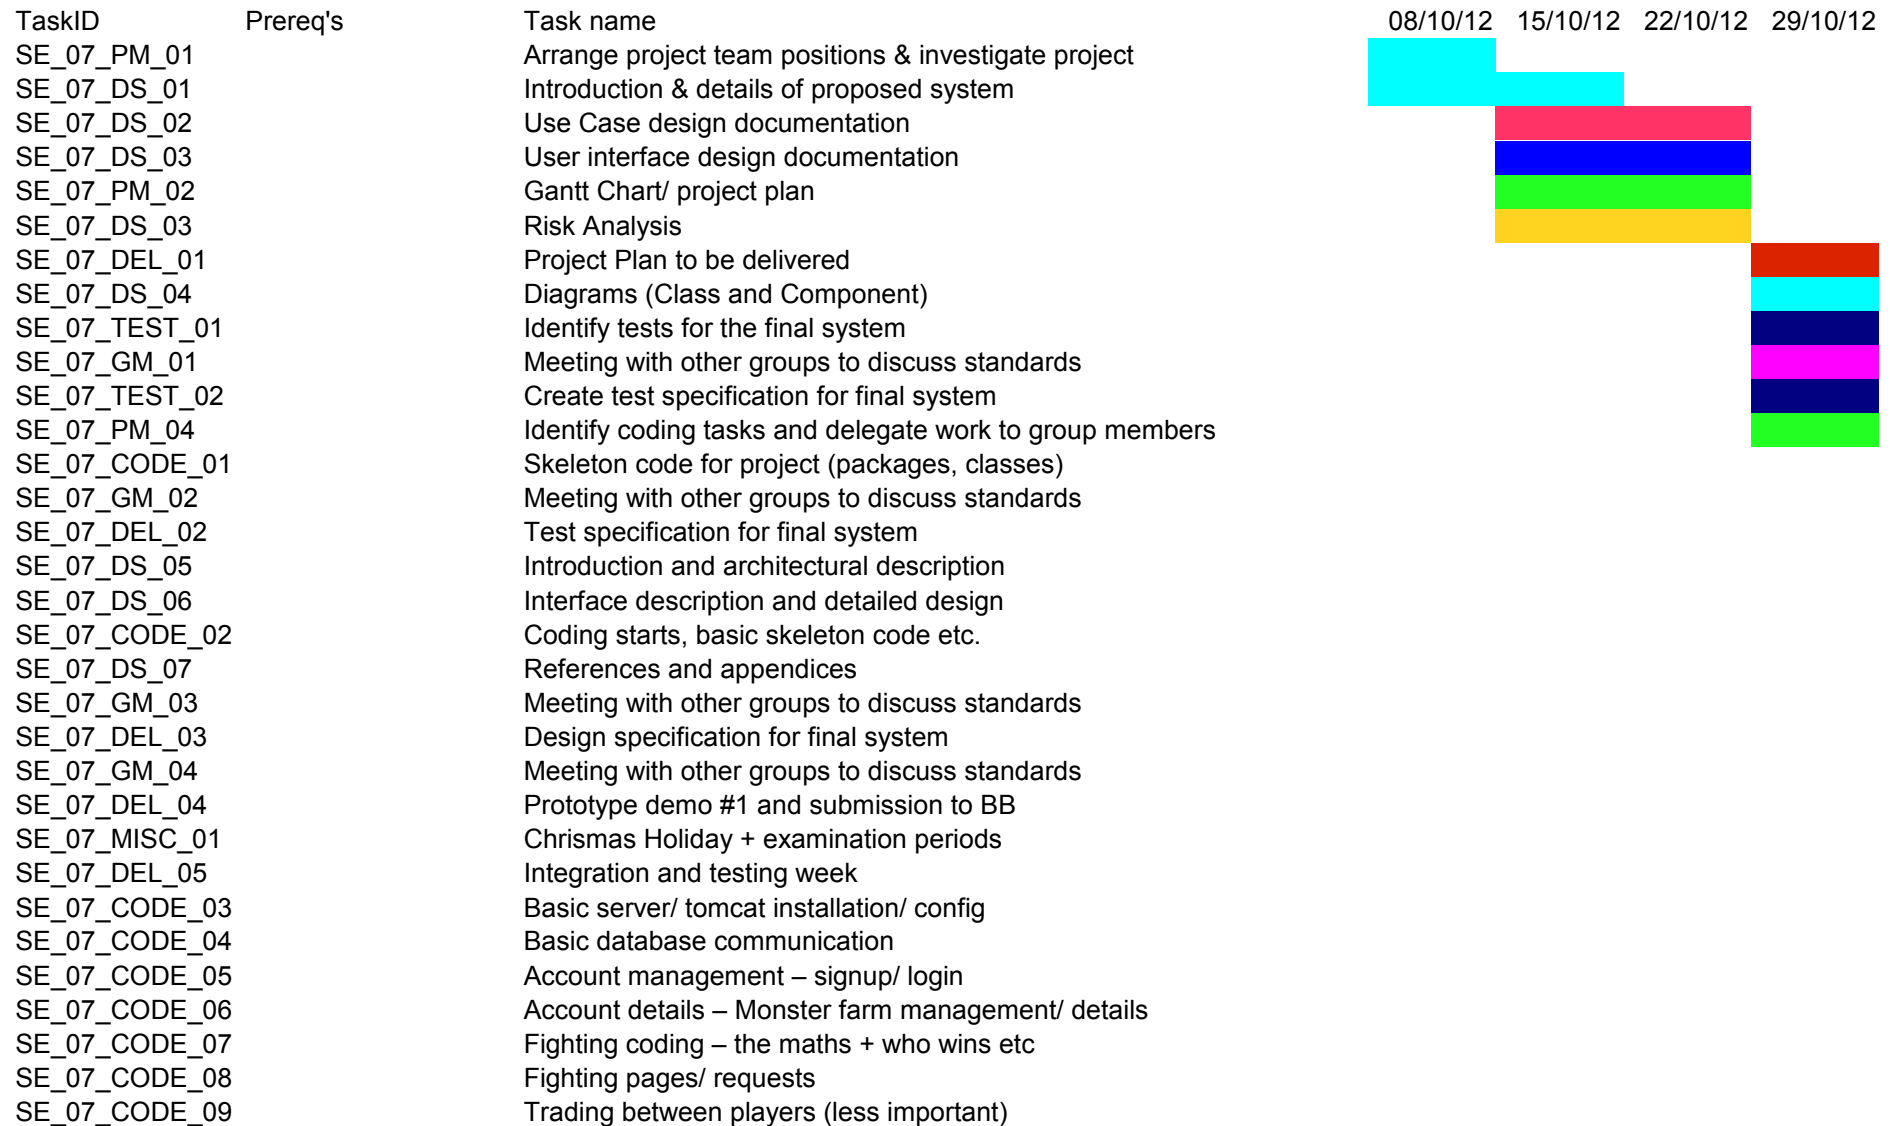 TaskID Prereq's Task name 08/10/12 15/10/12 22/10/12 29/10/12
SE_07_PM_01 Arrange project team positions & investigate project
SE_07_DS_01 Introduction & details of proposed system
SE_07_DS_02 Use Case design documentation
SE_07_DS_03 User interface design documentation
SE_07_PM_02 Gantt Chart/ project plan
SE_07_DS_03 Risk Analysis
SE_07_DEL_01 Project Plan to be delivered
SE_07_DS_04 Diagrams (Class and Component)
SE_07_TEST_01 Identify tests for the final system
SE_07_GM_01 Meeting with other groups to discuss standards
SE_07_TEST_02 Create test specification for final system
SE_07_PM_04 Identify coding tasks and delegate work to group members
SE_07_CODE_01 Skeleton code for project (packages, classes)
SE_07_GM_02 Meeting with other groups to discuss standards
SE_07_DEL_02 Test specification for final system
SE_07_DS_05 Introduction and architectural description
SE_07_DS_06 Interface description and detailed design
SE_07_CODE_02 Coding starts, basic skeleton code etc.
SE_07_DS_07 References and appendices
SE_07_GM_03 Meeting with other groups to discuss standards
SE_07_DEL_03 Design specification for final system
SE_07_GM_04 Meeting with other groups to discuss standards
SE_07_DEL_04 Prototype demo #1 and submission to BB
SE_07_MISC_01 Chrismas Holiday + examination periods
SE_07_DEL_05 Integration and testing week
SE_07_CODE_03 Basic server/ tomcat installation/ config
SE_07_CODE_04 Basic database communication
SE_07_CODE_05 Account management – signup/ login
SE_07_CODE_06 Account details – Monster farm management/ details
SE_07_CODE_07 Fighting coding – the maths + who wins etc
SE_07_CODE_08 Fighting pages/ requests
SE_07_CODE_09 Trading between players (less important)